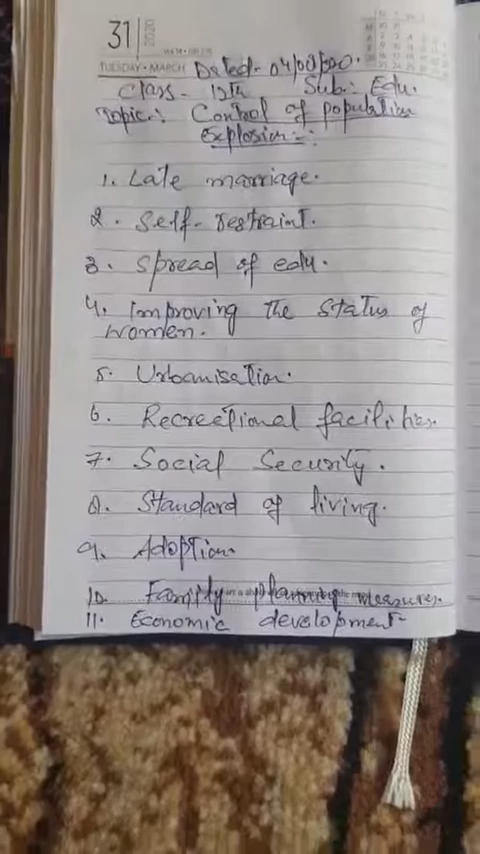 31 2020
TUESDAY • MARCH Dated- 04/08/020.
Class- 12th Sub: Edu.
Topic: Control of population
Explosion:-
1. Late marriage.
2. Self-restraint.
3. Spread of edu.
4. Improving the status of
women.
5. Urbanisation.
6. Recreational facilities.
7. Social Security.
8. Standard of living.
9. Adoption.
10. Family planning measures.
11. Economic development